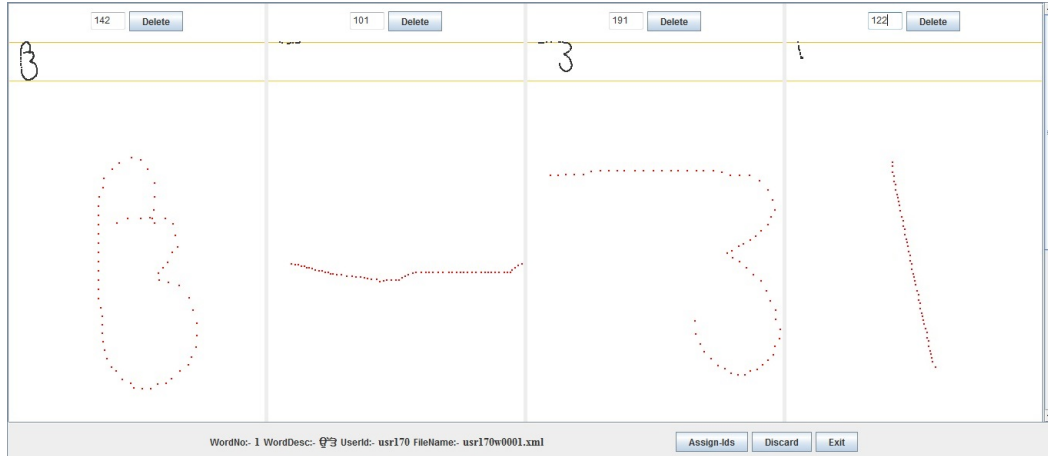 142 Delete 101 Delete 191 Delete 122 Delete
WordNo:- 1 WordDesc:- UserId:- usr170 FileName:- usr170w0001.xml Assign-Ids Discard Exit